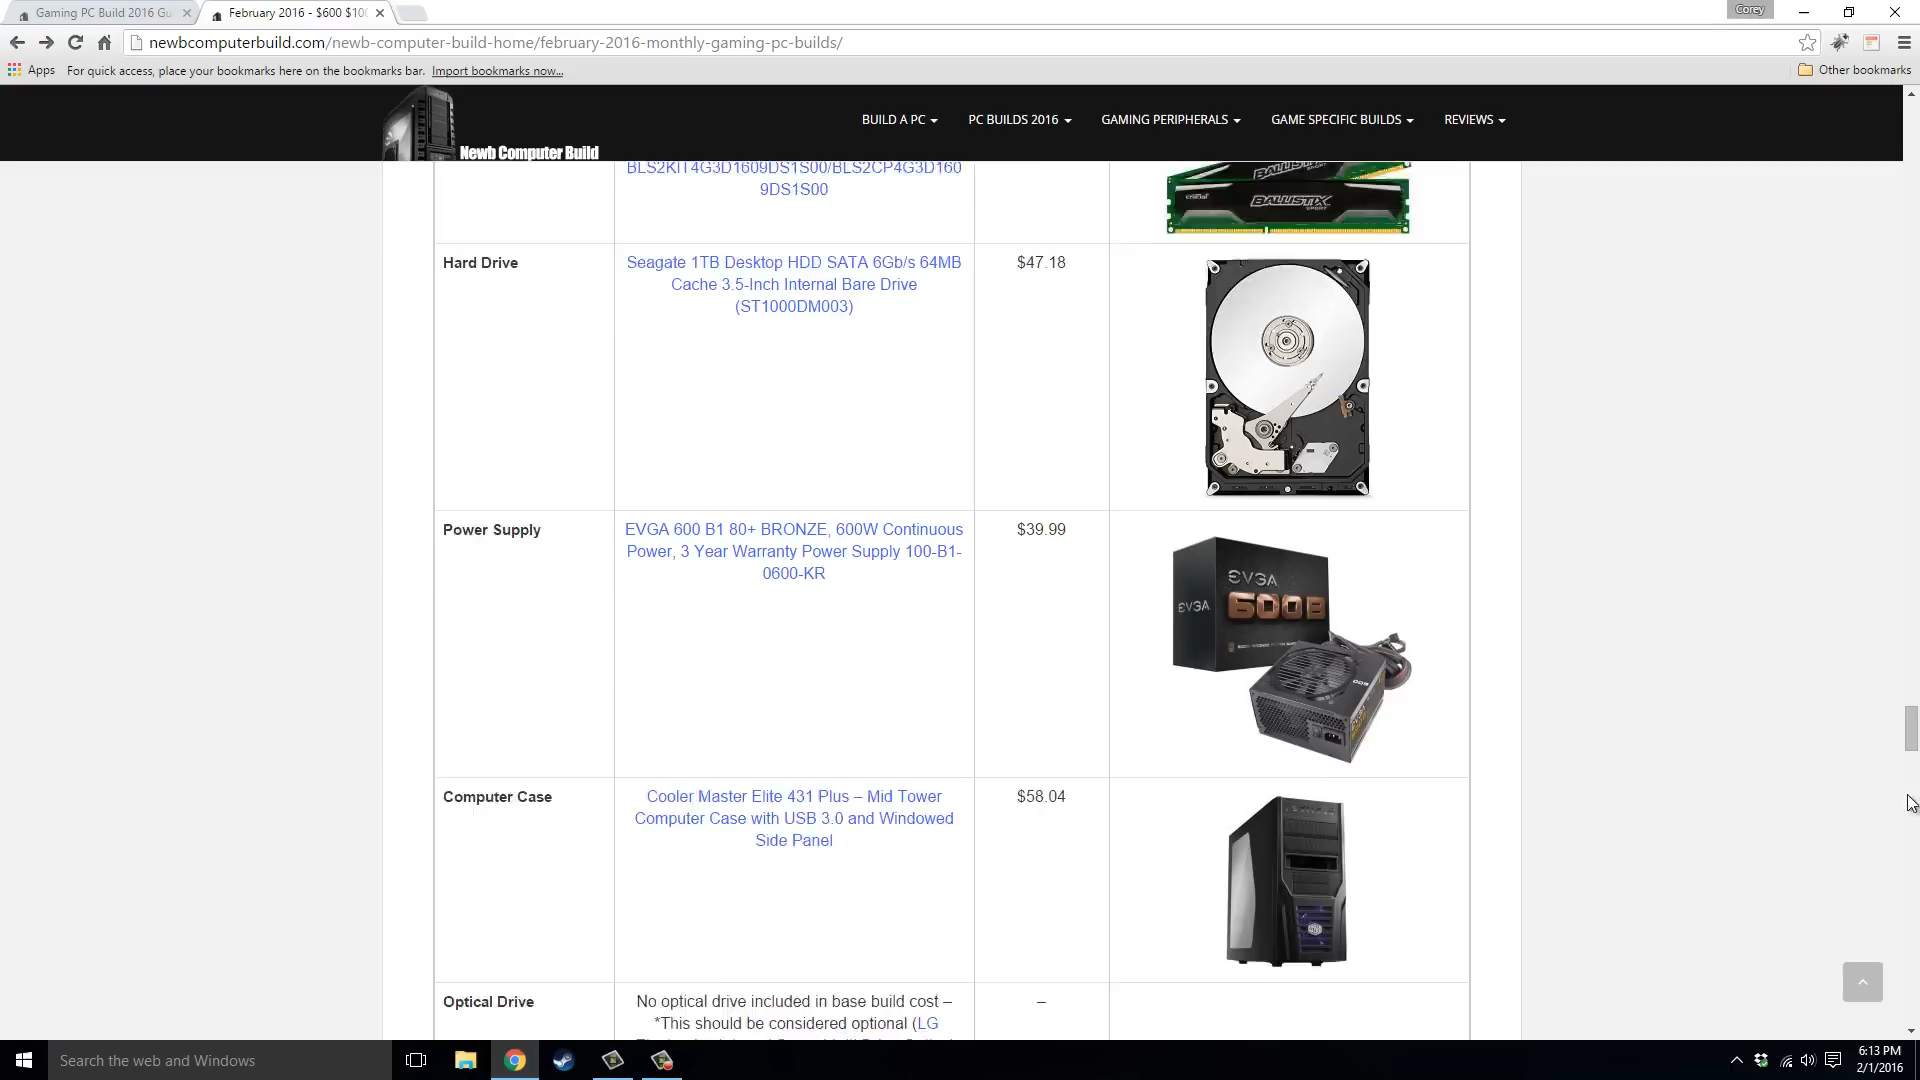 Gaming PC Build 2016 Gu
February 2016 - $600 $100
Corey
newbcomputerbuild.com/newb-computer-build-home/february-2016-monthly-gaming-pc-builds/
Apps For quick access, place your bookmarks here on the bookmarks bar. Import bookmarks now... Other bookmarks
Newb Computer Build
BUILD A PC PC BUILDS 2016 GAMING PERIPHERALS GAME SPECIFIC BUILDS REVIEWS
BLS2KIT4G3D1609DS1S00/BLS2CP4G3D160
9DS1S00
crucial
BALLISTIX
SPORT
Hard Drive
Seagate 1TB Desktop HDD SATA 6Gb/s 64MB
Cache 3.5-Inch Internal Bare Drive
(ST1000DM003)
$47.18
Power Supply
EVGA 600 B1 80+ BRONZE, 600W Continuous
Power, 3 Year Warranty Power Supply 100-B1-
0600-KR
$39.99
EVGA
600B
EVGA
Computer Case
Cooler Master Elite 431 Plus – Mid Tower
Computer Case with USB 3.0 and Windowed
Side Panel
$58.04
Optical Drive
No optical drive included in base build cost –
*This should be considered optional (LG
–
Search the web and Windows
6:13 PM
2/1/2016